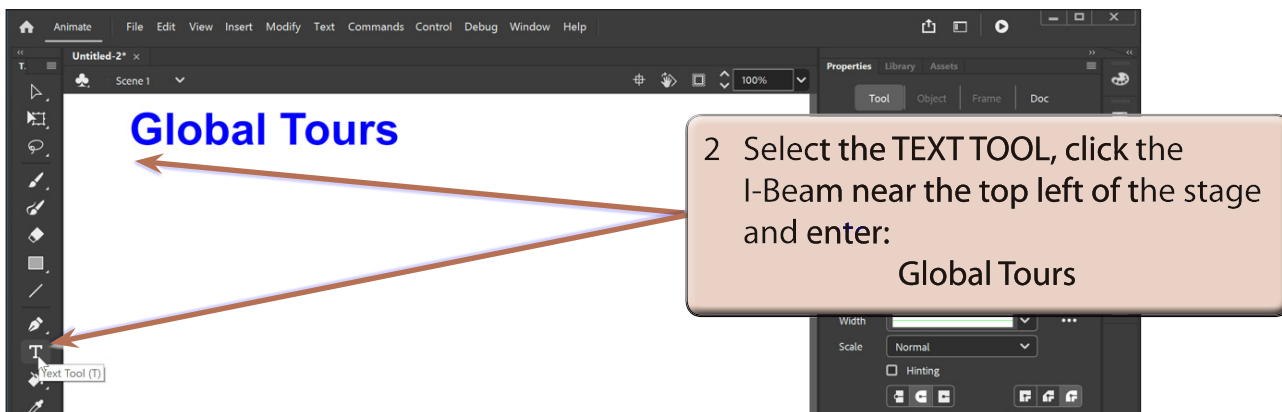 Animate File Edit View Insert Modify Text Commands Control Debug Window Help
Untitled-2* ×
T.
Scene 1
100%
Properties Library Assets
Tool Object Frame Doc
Global Tours
2 Select the TEXT TOOL, click the
I-Beam near the top left of the stage
and enter:
Global Tours
Width
Scale Normal
Hinting
T
Text Tool (T)